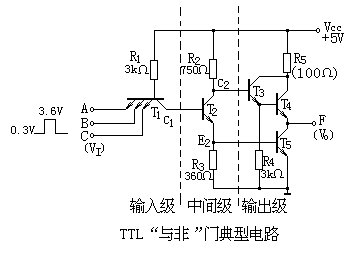 Vcc
+5V
R1
3kΩ
R2
750Ω
R5
(100Ω)
C2
T3
T4
3.6V
0.3V
A
B
C
(VI)
T1
C1
T2
E2
F
(Vo)
T5
R3
360Ω
R4
3kΩ
输入级 中间级 输出级
TTL“与非”门典型电路